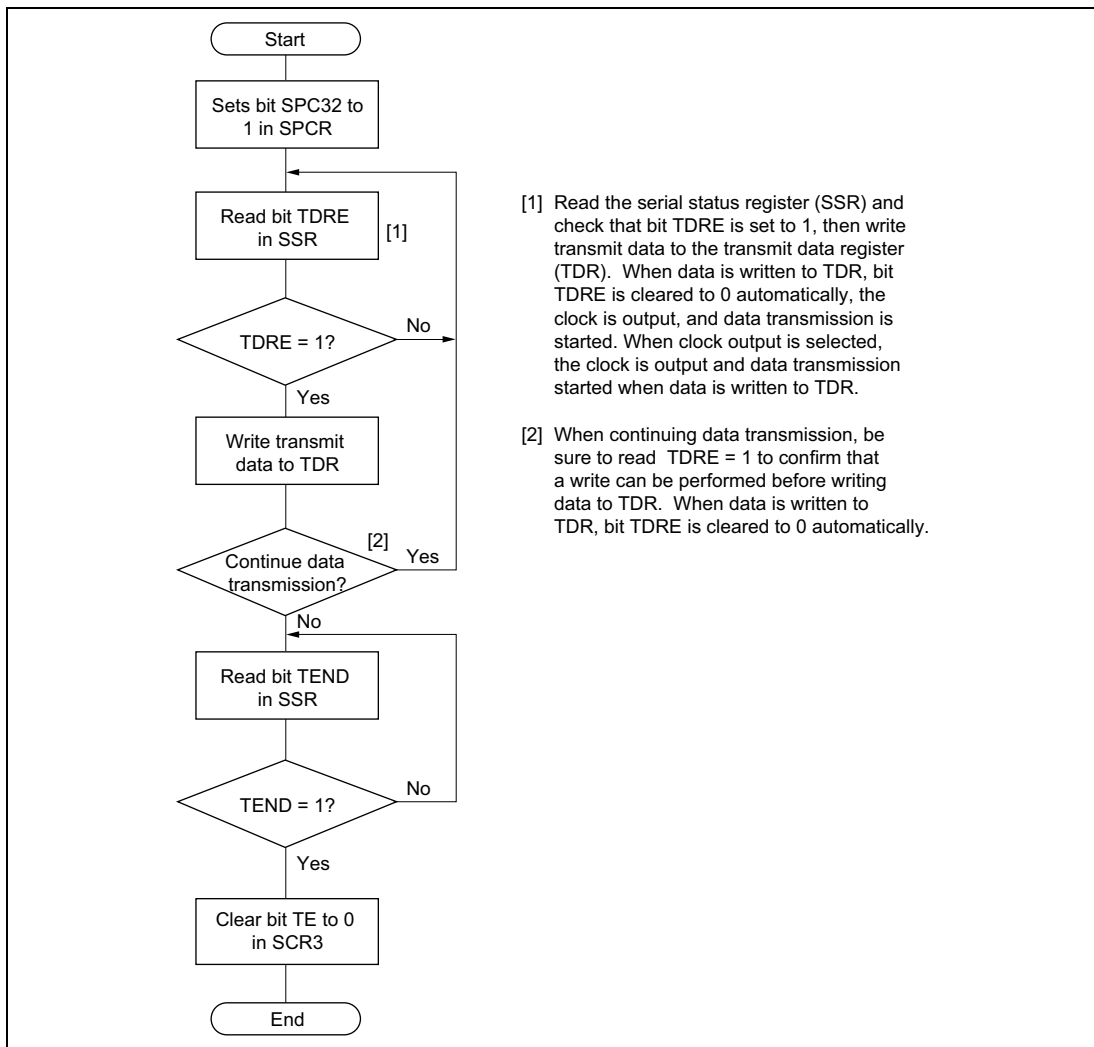 Start
Sets bit SPC32 to
1 in SPCR
Read bit TDRE
in SSR
[1]
TDRE = 1?
No
Yes
Write transmit
data to TDR
[2]
Continue data
transmission?
Yes
No
Read bit TEND
in SSR
TEND = 1?
No
Yes
Clear bit TE to 0
in SCR3
End
[1] Read the serial status register (SSR) and
check that bit TDRE is set to 1, then write
transmit data to the transmit data register
(TDR). When data is written to TDR, bit
TDRE is cleared to 0 automatically, the
clock is output, and data transmission is
started. When clock output is selected,
the clock is output and data transmission
started when data is written to TDR.
[2] When continuing data transmission, be
sure to read TDRE = 1 to confirm that
a write can be performed before writing
data to TDR. When data is written to
TDR, bit TDRE is cleared to 0 automatically.